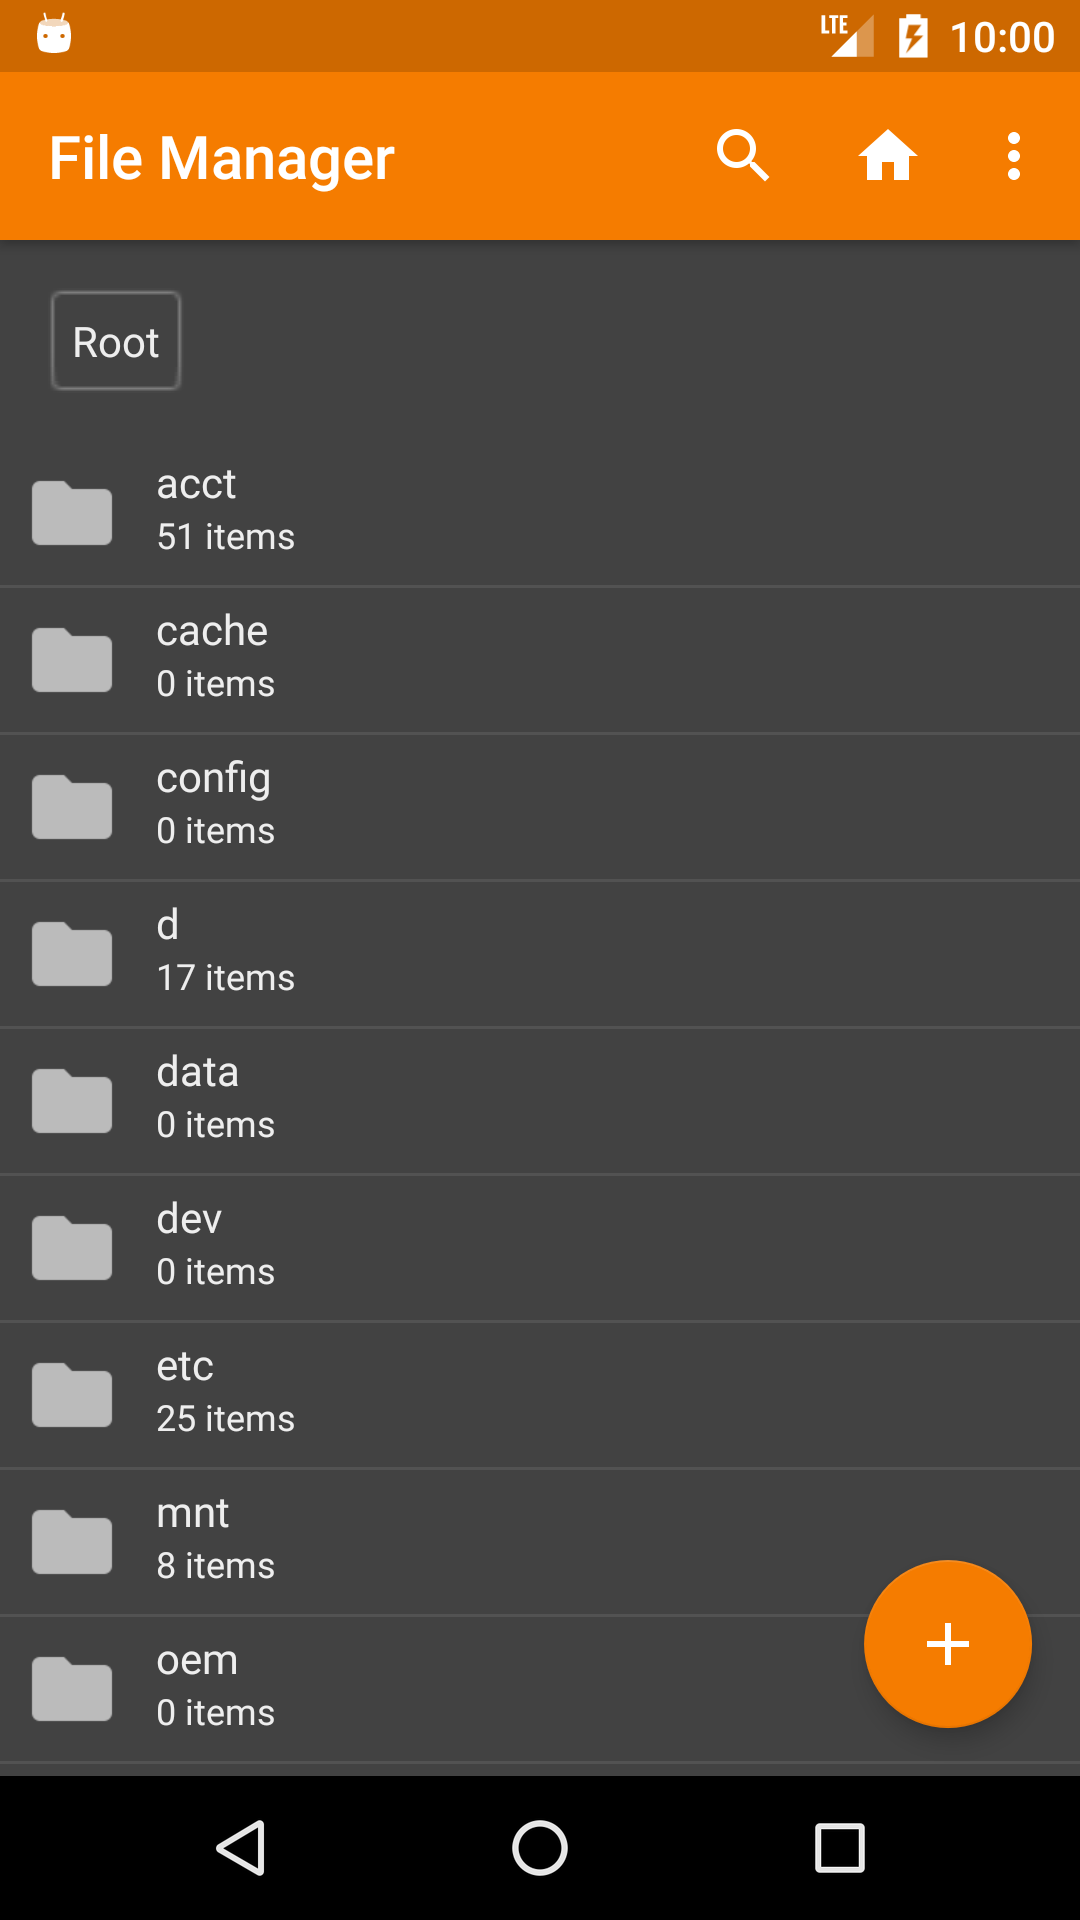 LTE 10:00
File Manager
Root
acct
51 items
cache
0 items
config
0 items
d
17 items
data
0 items
dev
0 items
etc
25 items
mnt
8 items
oem
0 items